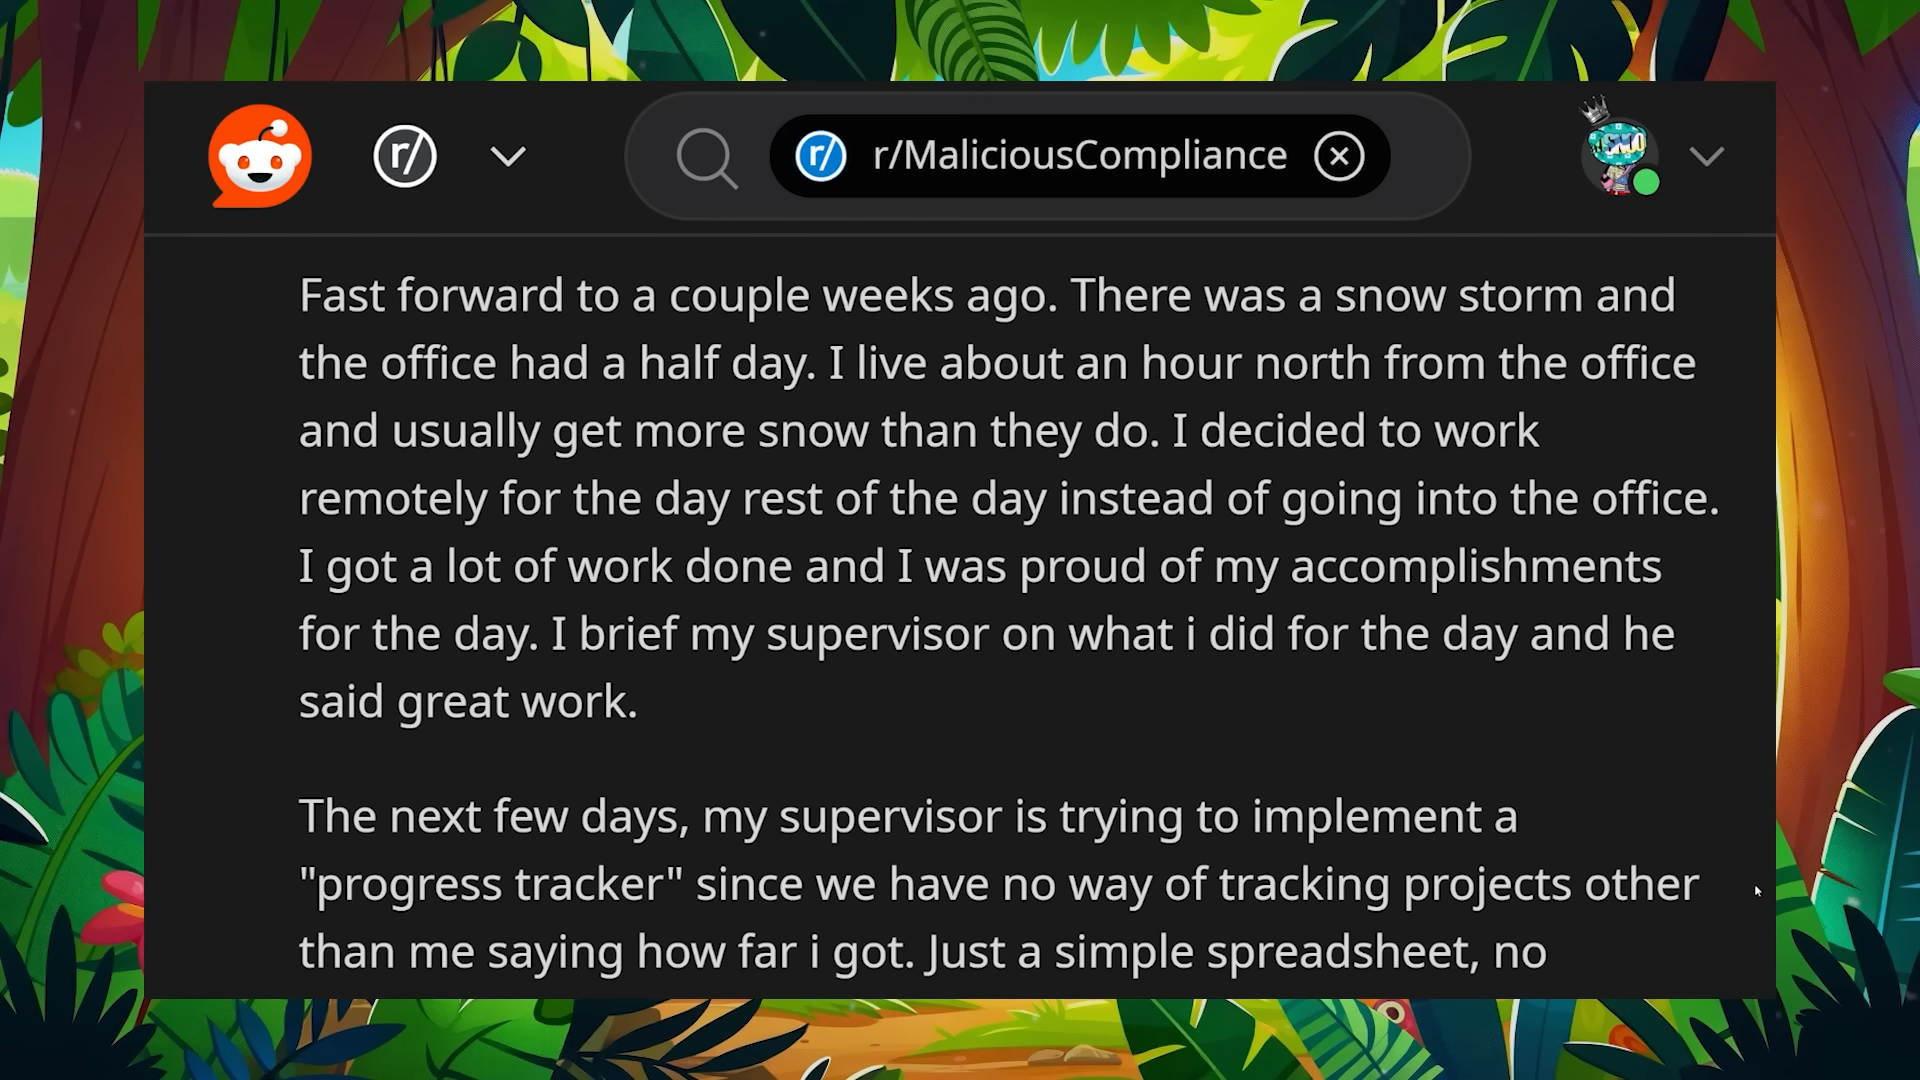 r/ r/ r/MaliciousCompliance
Fast forward to a couple weeks ago. There was a snow storm and
the office had a half day. I live about an hour north from the office
and usually get more snow than they do. I decided to work
remotely for the day rest of the day instead of going into the office.
I got a lot of work done and I was proud of my accomplishments
for the day. I brief my supervisor on what i did for the day and he
said great work.
The next few days, my supervisor is trying to implement a
"progress tracker" since we have no way of tracking projects other
than me saying how far i got. Just a simple spreadsheet, no